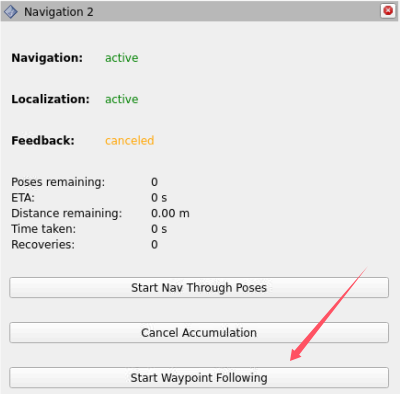 Navigation 2
Navigation: active
Localization: active
Feedback: canceled
Poses remaining: 0
ETA: 0 s
Distance remaining: 0.00 m
Time taken: 0 s
Recoveries: 0
Start Nav Through Poses
Cancel Accumulation
Start Waypoint Following